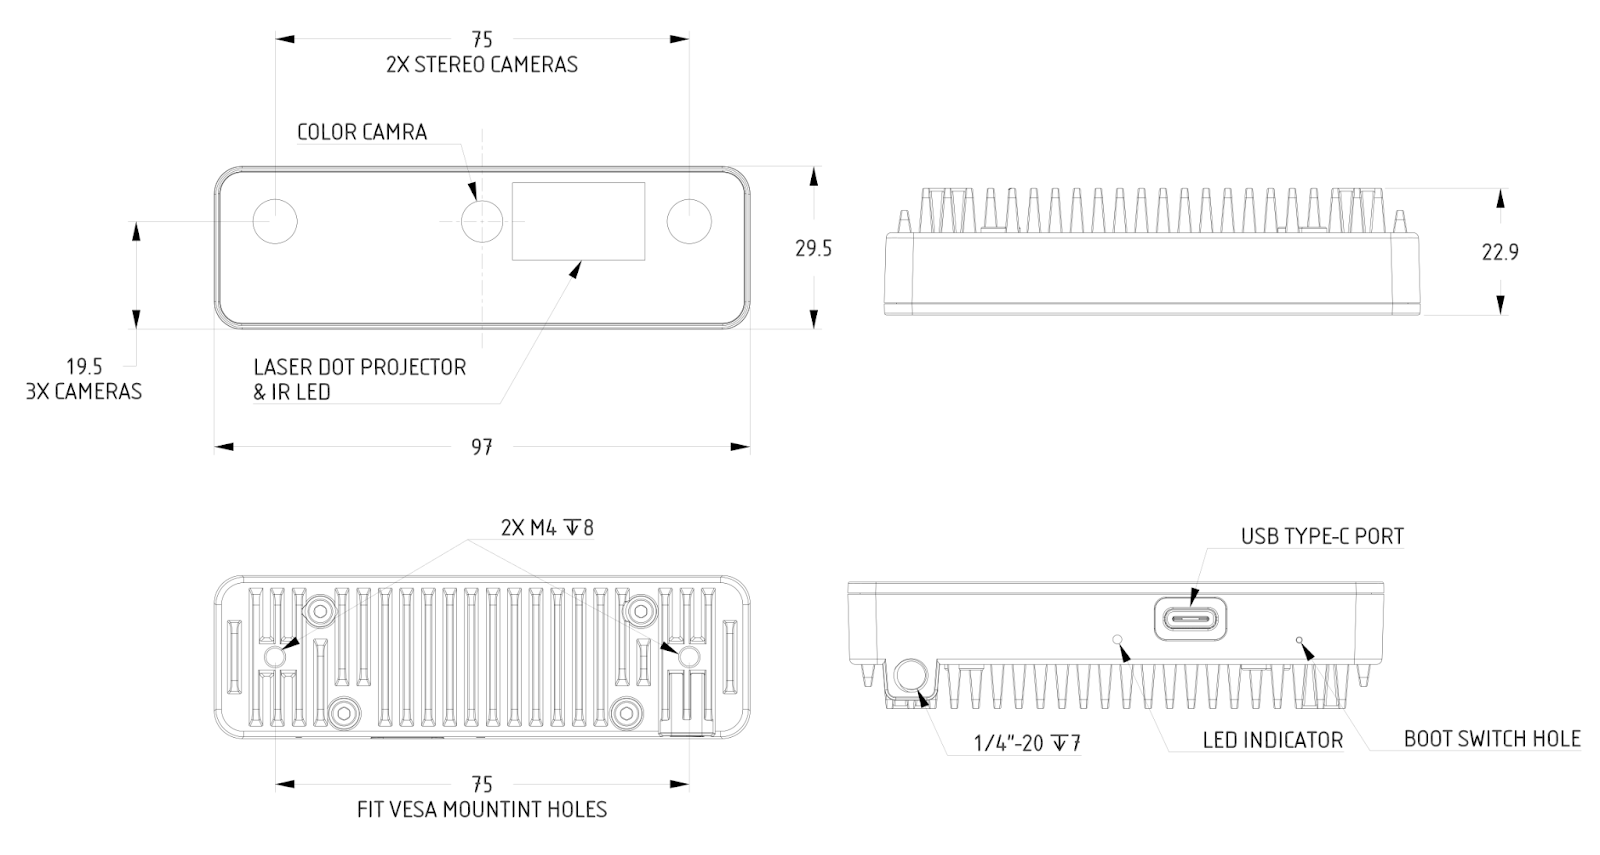 75
2X STEREO CAMERAS
COLOR CAMRA
29.5
22.9
19.5
3X CAMERAS
LASER DOT PROJECTOR
& IR LED
97
2X M4 ↧8
USB TYPE-C PORT
1/4"-20 ↧7
LED INDICATOR
BOOT SWITCH HOLE
75
FIT VESA MOUNTINT HOLES